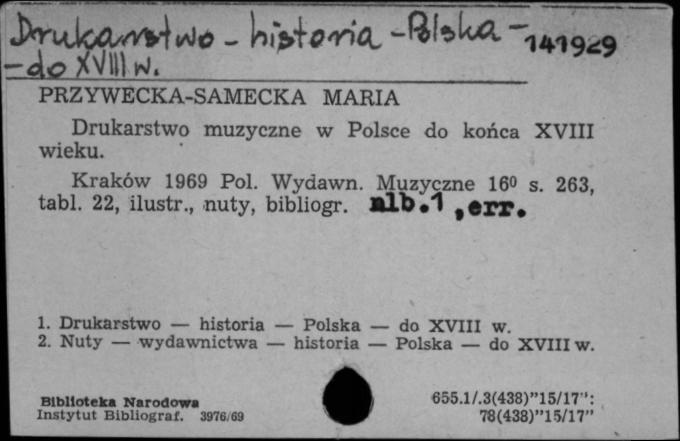 Drukarstwo - historia - Polska -
- do XVIII w.
141929
PRZYWECKA-SAMECKA MARIA
Drukarstwo muzyczne w Polsce do końca XVIII
wieku.
Kraków 1969 Pol. Wydawn. Muzyczne 16⁰ s. 263,
tabl. 22, ilustr., nuty, bibliogr. nlb.1 ,err.
1. Drukarstwo — historia — Polska — do XVIII w.
2. Nuty — wydawnictwa — historia — Polska — do XVIII w.
Biblioteka Narodowa
Instytut Bibliograf. 3976/69
655.1/.3(438)"15/17":
78(438)"15/17"